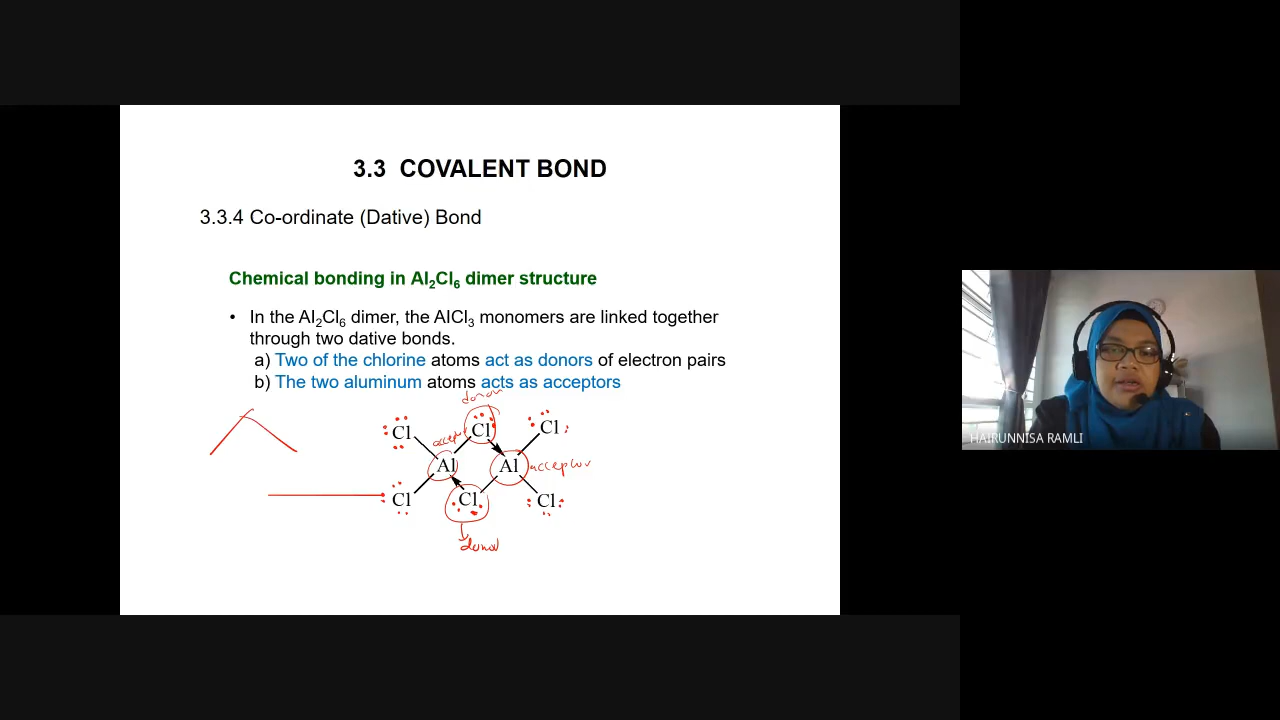 3.3 COVALENT BOND
3.3.4 Co-ordinate (Dative) Bond
Chemical bonding in Al₂Cl₆ dimer structure
• In the Al₂Cl₆ dimer, the AlCl₃ monomers are linked together
through two dative bonds.
a) Two of the chlorine atoms act as donors of electron pairs
b) The two aluminum atoms acts as acceptors
donor
Cl accept Cl Cl
Al Al acceptor
Cl Cl Cl
donor
HAIRUNNISA RAMLI